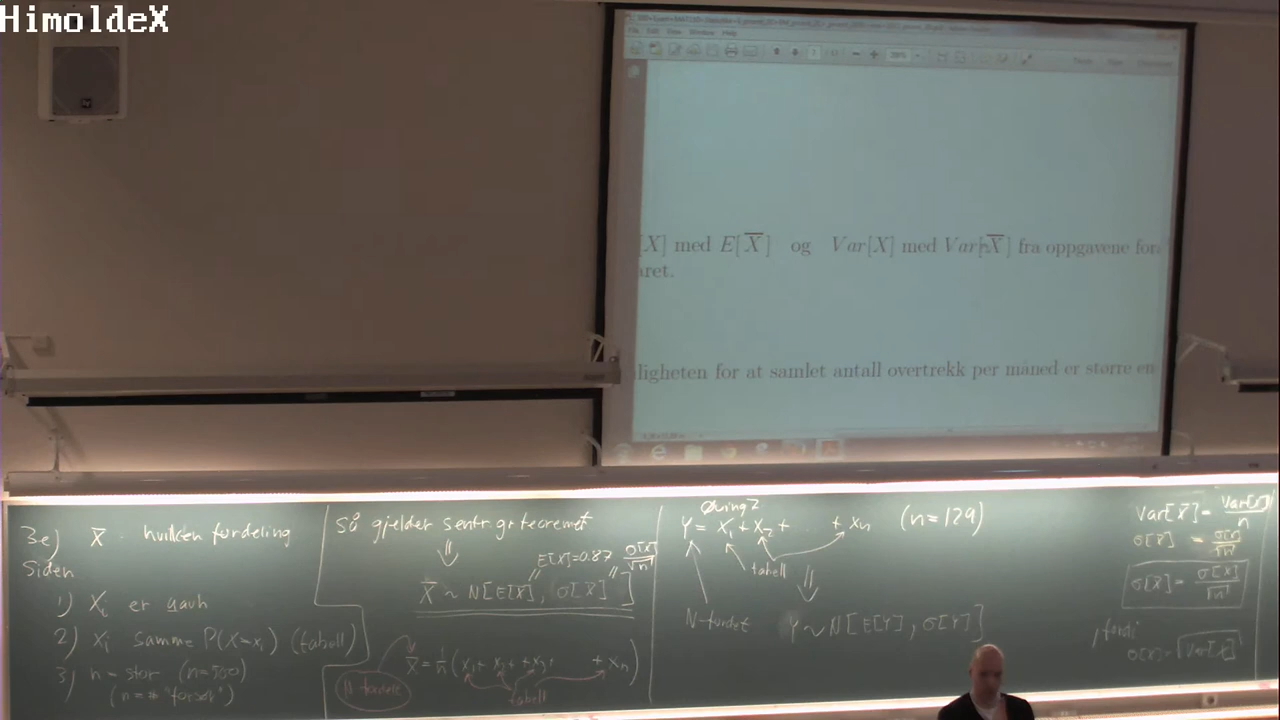 HimoldeX
[X] med E[X̅] og Var[X] med Var[X̅] fra oppgavene for
aret.
ligheten for at samlet antall overtrekk per måned er større en
3e) X̅ - hvilken fordeling
Siden
1) Xi er uavh
2) Xi samme P(X=xi) (tabell)
3) n - stor (n=500)
(n = # "forsøk")
Så gjelder sentr.gr.teoremet
⇓
E[X]=0.87 σ[X]/√n
X̅ ~ N[E[X̅], σ[X̅]]
X̅ = 1/n (X1 + X2 + X3 + + Xn)
N fordelt
tabell
Øving 2
Y = X1 + X2 + . + Xn (n=129)
tabell
⇓
N-fordelt
Y ~ N[E[Y], σ[Y]]
Var[X̅] = Var[X]/n
σ[X̅] = σ[X]/√n
σ[X̅] = σ[X]/√n
, fordi
σ[X] = √Var[X]